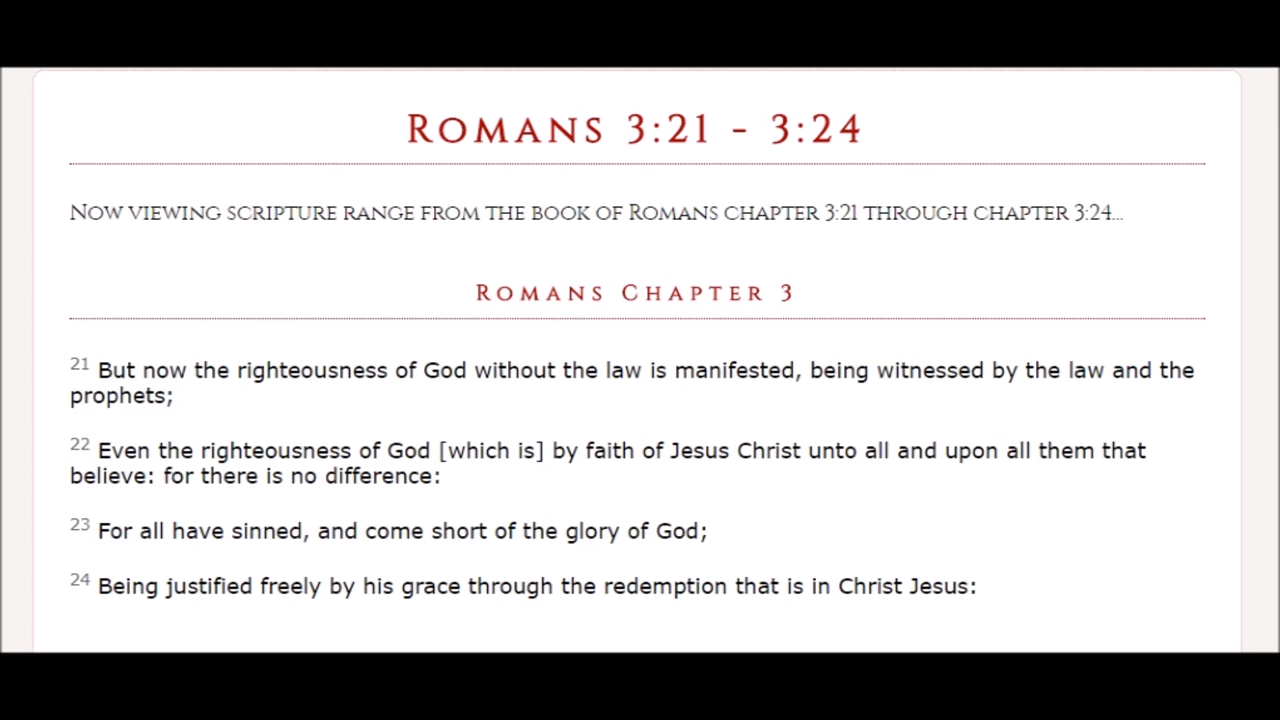 Romans 3:21 - 3:24
Now viewing scripture range from the book of Romans chapter 3:21 through chapter 3:24...
Romans Chapter 3
21 But now the righteousness of God without the law is manifested, being witnessed by the law and the
prophets;
22 Even the righteousness of God [which is] by faith of Jesus Christ unto all and upon all them that
believe: for there is no difference:
23 For all have sinned, and come short of the glory of God;
24 Being justified freely by his grace through the redemption that is in Christ Jesus: